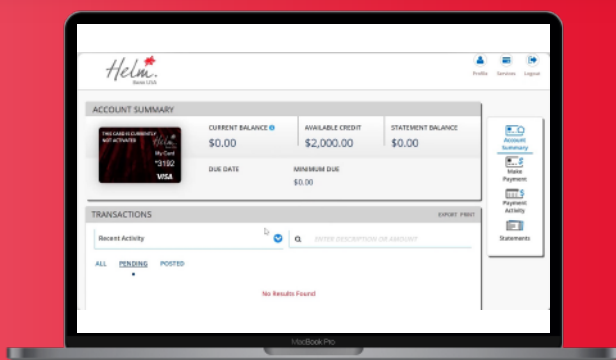 Helm.
Bank USA
Profile Services Logout
ACCOUNT SUMMARY
THIS CARD IS CURRENTLY
NOT ACTIVATED
Helm.
My Card
*3192
VISA
CURRENT BALANCE
$0.00
AVAILABLE CREDIT
$2,000.00
STATEMENT BALANCE
$0.00
DUE DATE
MINIMUM DUE
$0.00
Account
Summary
Make
Payment
Payment
Activity
Statements
TRANSACTIONS
EXPORT PRINT
Recent Activity
ENTER DESCRIPTION OR AMOUNT
ALL PENDING POSTED
No Results Found
MacBook Pro